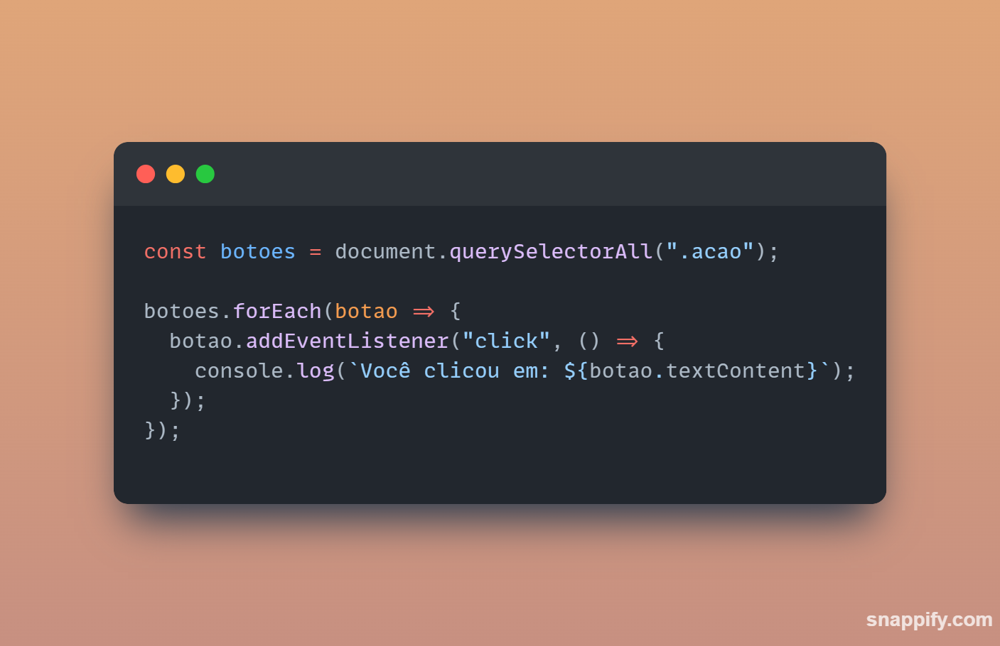 const botoes = document.querySelectorAll(".acao");
botoes.forEach(botao => {
botao.addEventListener("click", () => {
console.log(`Você clicou em: ${botao.textContent}`);
});
});
snappify.com